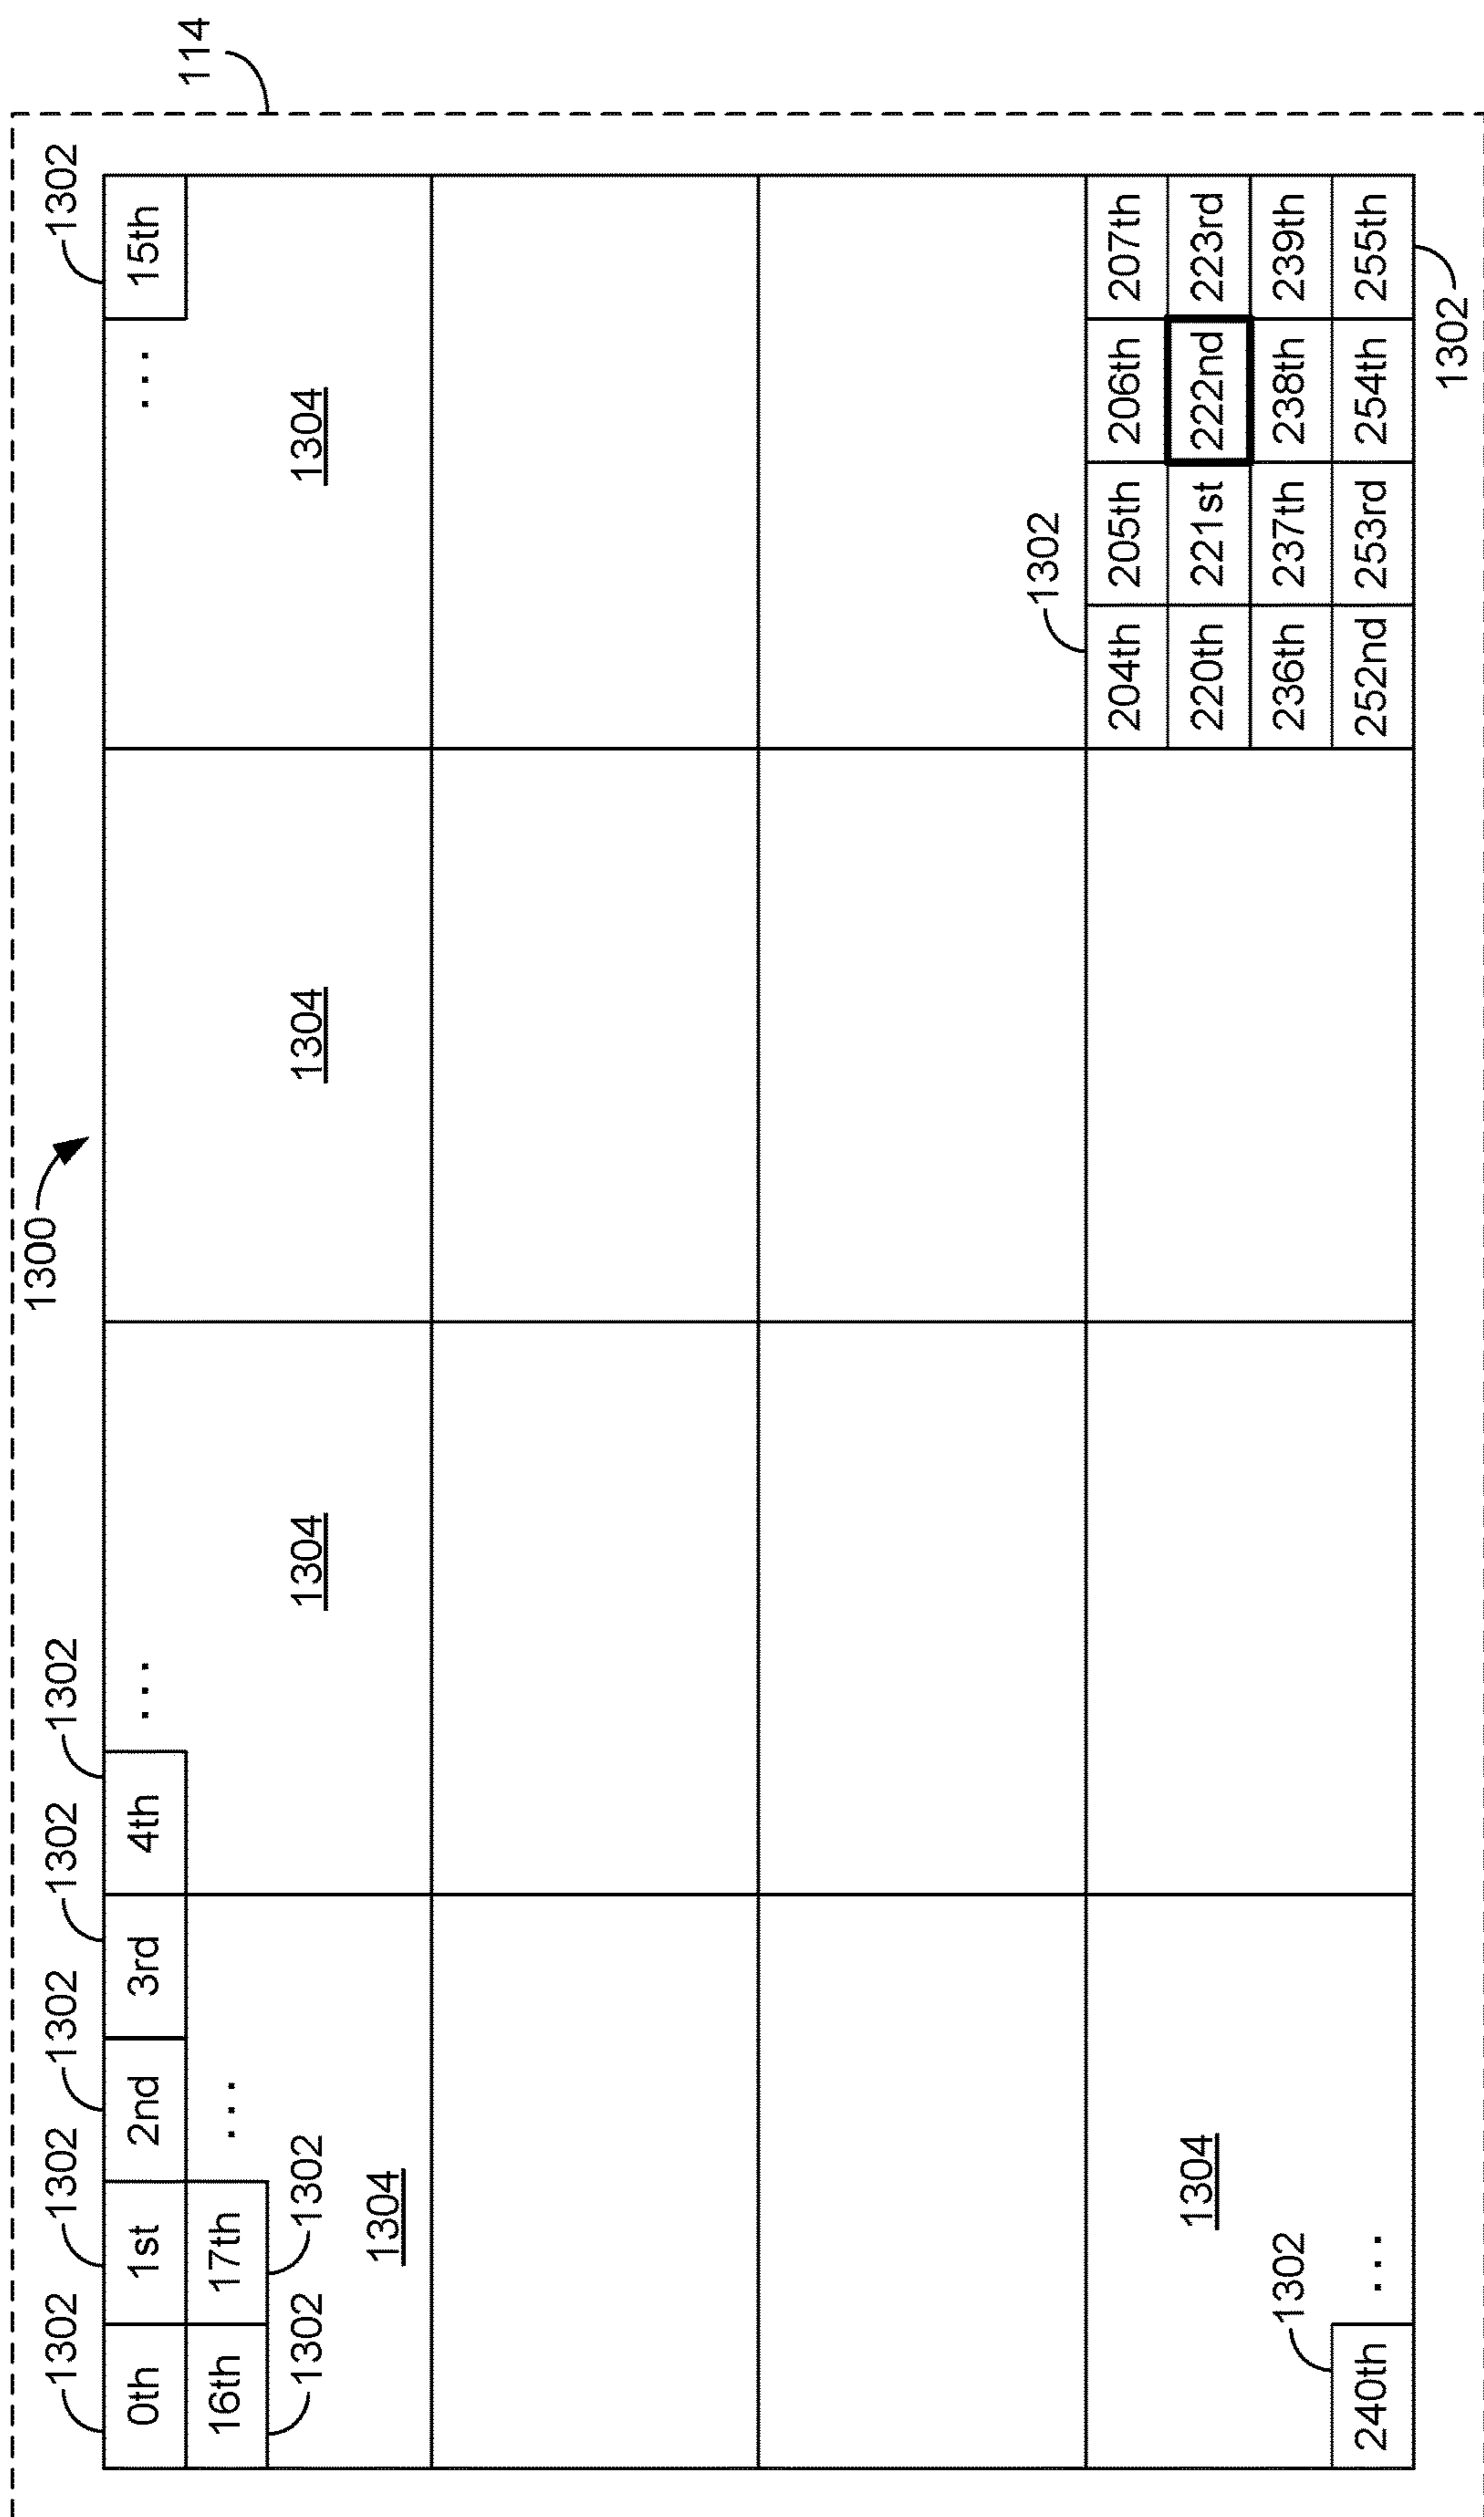 114
1300
1302 1302 1302 1302 1302 1302
0th 1st 2nd 3rd 4th ... ... 15th
16th 17th ...
1302 1302
1304 1304 1304
1304
1302
204th 205th 206th 207th
220th 221st 222nd 223rd
1304
236th 237th 238th 239th
1302
240th ... 252nd 253rd 254th 255th
1302